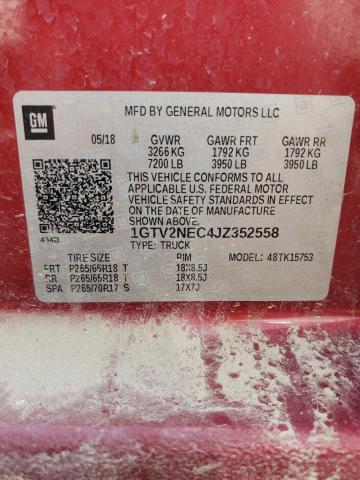 GM
MFD BY GENERAL MOTORS LLC
05/18 GVWR GAWR FRT GAWR RR
3266 KG 1792 KG 1792 KG
7200 LB 3950 LB 3950 LB
THIS VEHICLE CONFORMS TO ALL
APPLICABLE U.S. FEDERAL MOTOR
VEHICLE SAFETY STANDARDS IN EFFECT
ON THE DATE OF MANUFACTURE
SHOWN ABOVE.
1GTV2NEC4JZ352558
TYPE: TRUCK
MODEL: 48TK15753
TIRE SIZE RIM
FRT P265/65R18 T 18X8.5J
RR P265/65R18 T 18X8.5J
SPA P265/70R17 S 17X7J